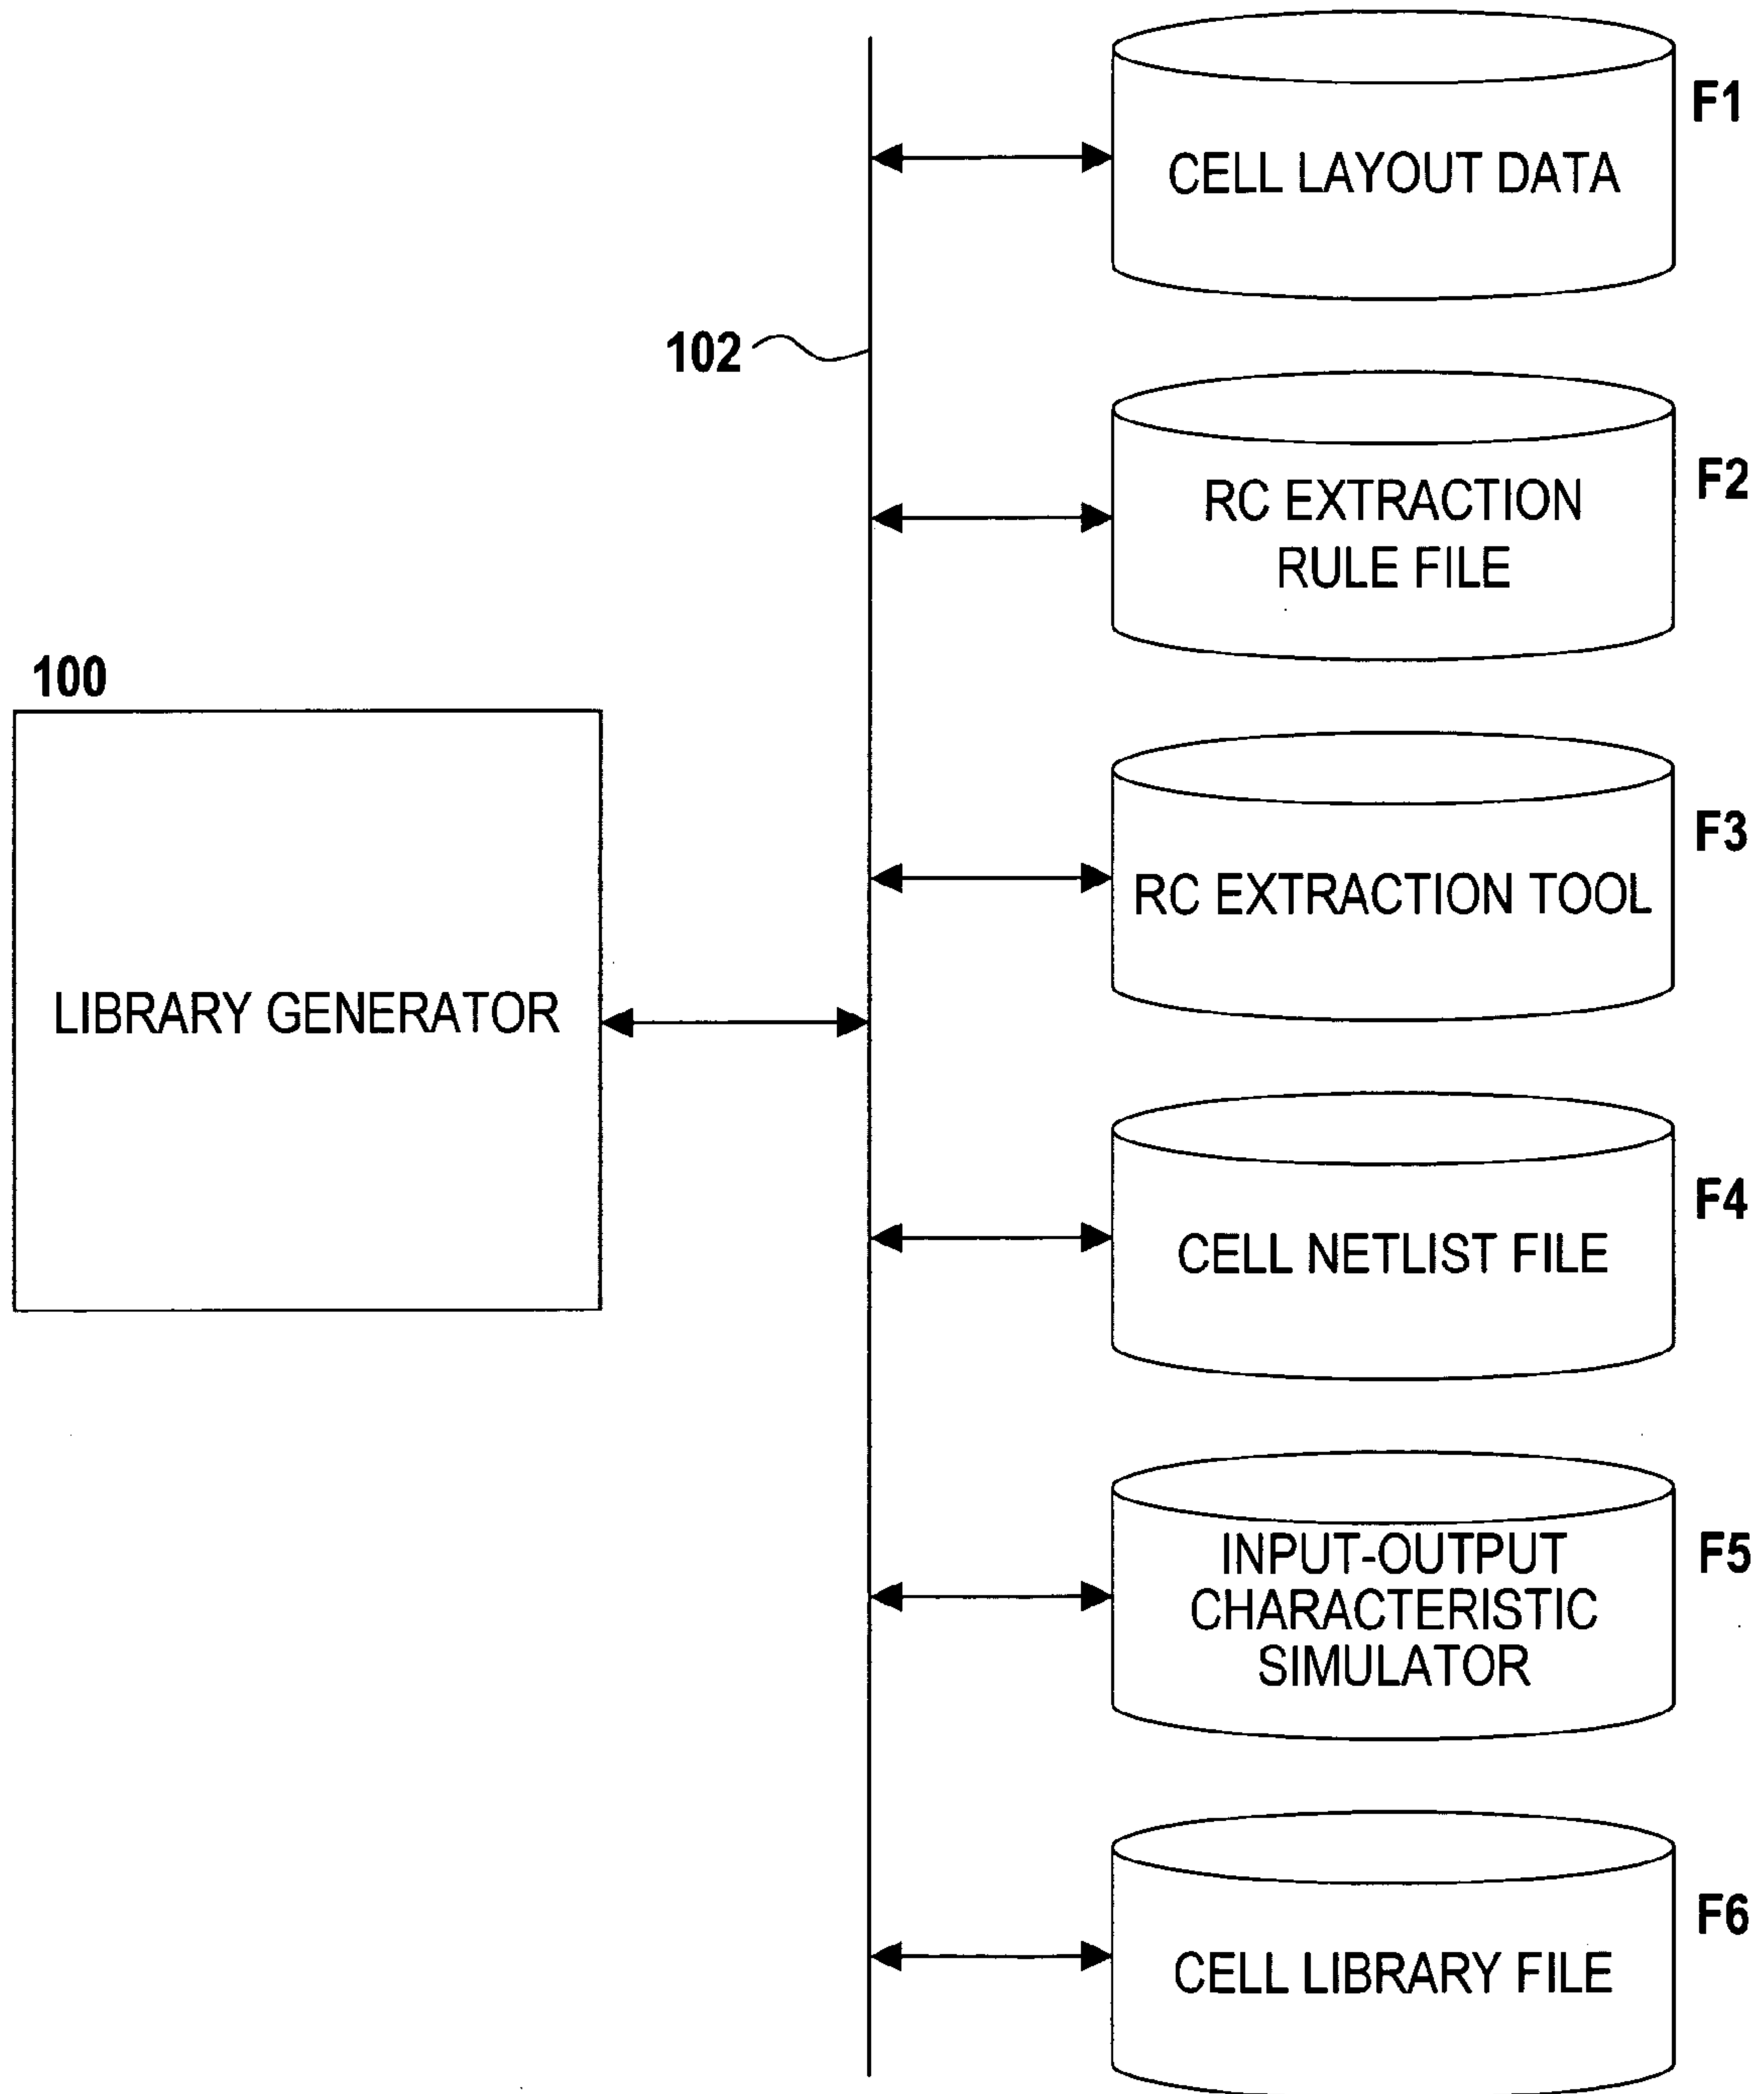 F1
CELL LAYOUT DATA
102
F2
RC EXTRACTION
RULE FILE
100
F3
RC EXTRACTION TOOL
LIBRARY GENERATOR
F4
CELL NETLIST FILE
F5
INPUT-OUTPUT
CHARACTERISTIC
SIMULATOR
F6
CELL LIBRARY FILE